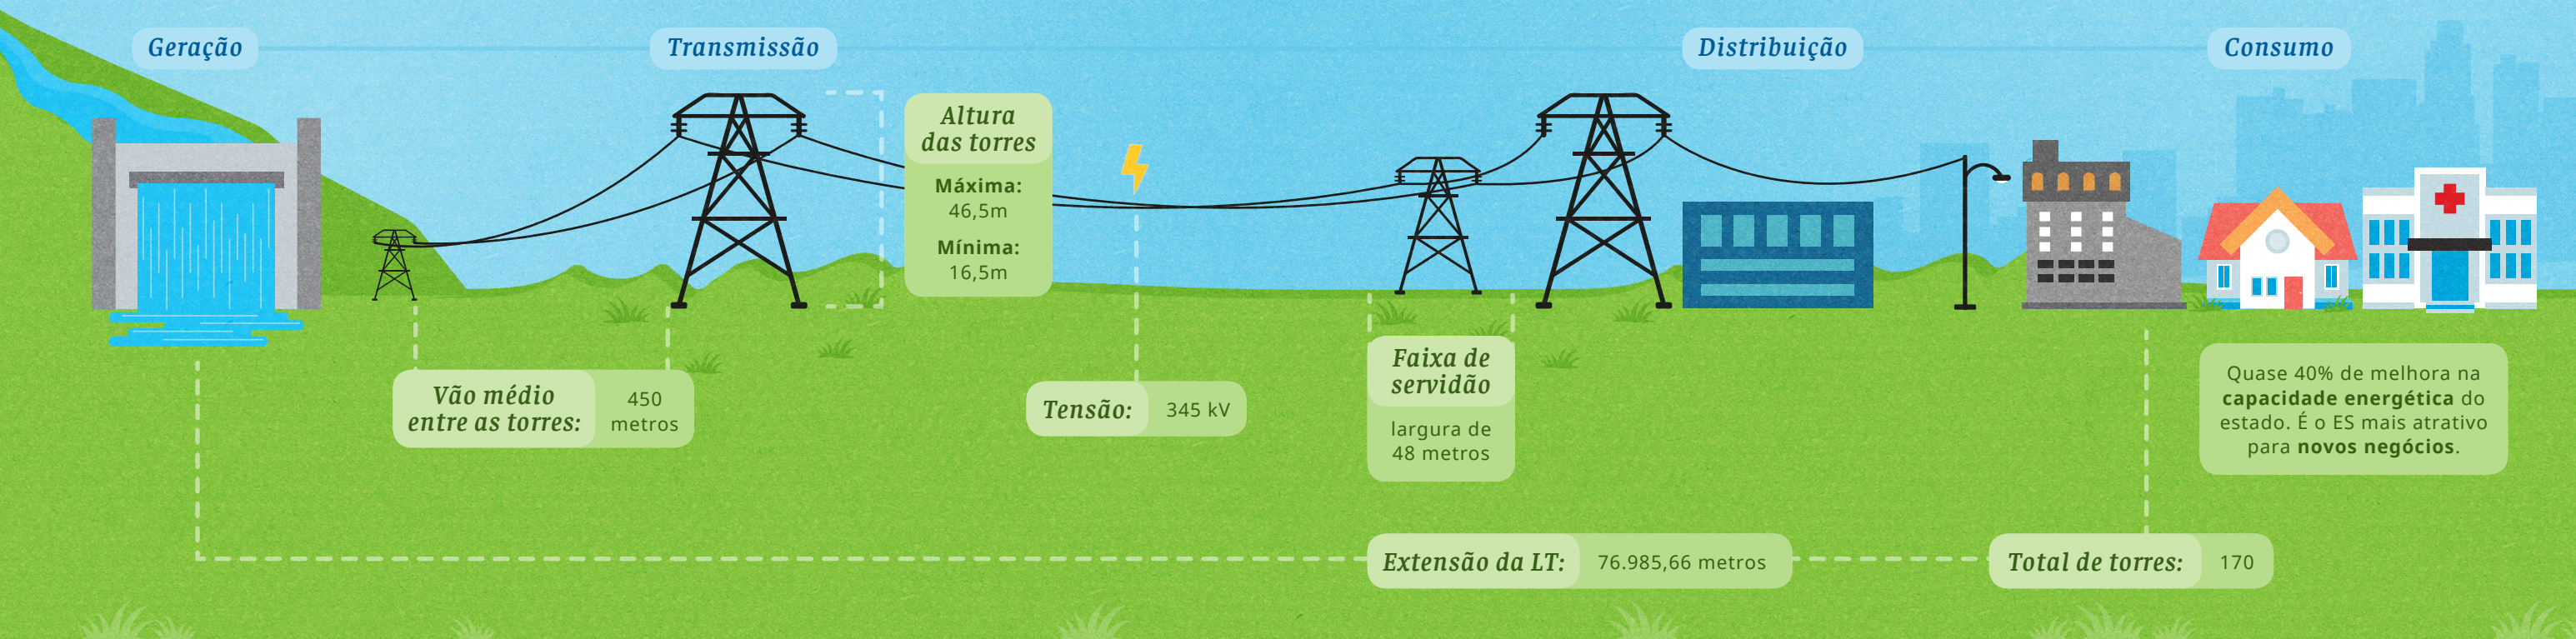 Geração
Transmissão
Distribuição
Consumo
Altura
das torres
Máxima:
46,5m
Mínima:
16,5m
Vão médio
entre as torres:
450
metros
Tensão:
345 kV
Faixa de
servidão
largura de
48 metros
Quase 40% de melhora na
capacidade energética do
estado. É o ES mais atrativo
para novos negócios.
Extensão da LT:
76.985,66 metros
Total de torres:
170